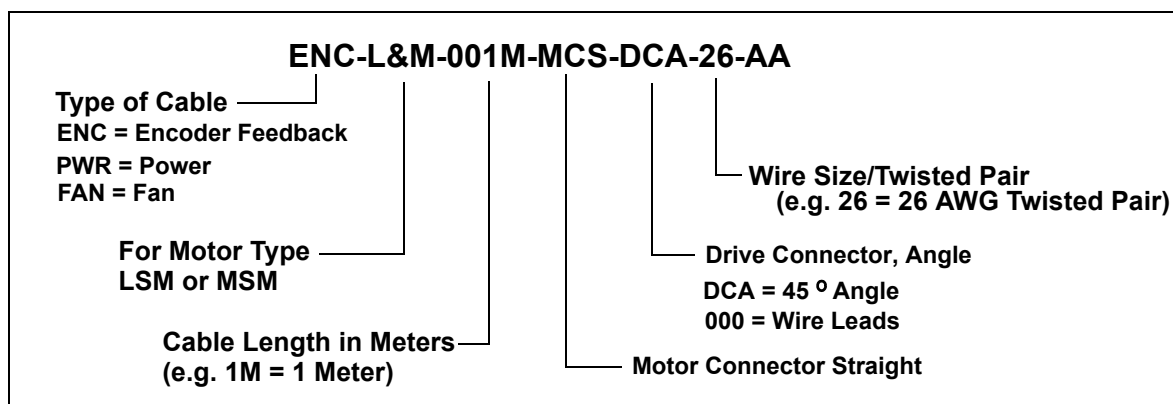 ENC-L&M-001M-MCS-DCA-26-AA
Type of Cable
ENC = Encoder Feedback
PWR = Power
FAN = Fan
Wire Size/Twisted Pair
(e.g. 26 = 26 AWG Twisted Pair)
For Motor Type
LSM or MSM
Drive Connector, Angle
DCA = 45 º Angle
000 = Wire Leads
Cable Length in Meters
(e.g. 1M = 1 Meter)
Motor Connector Straight